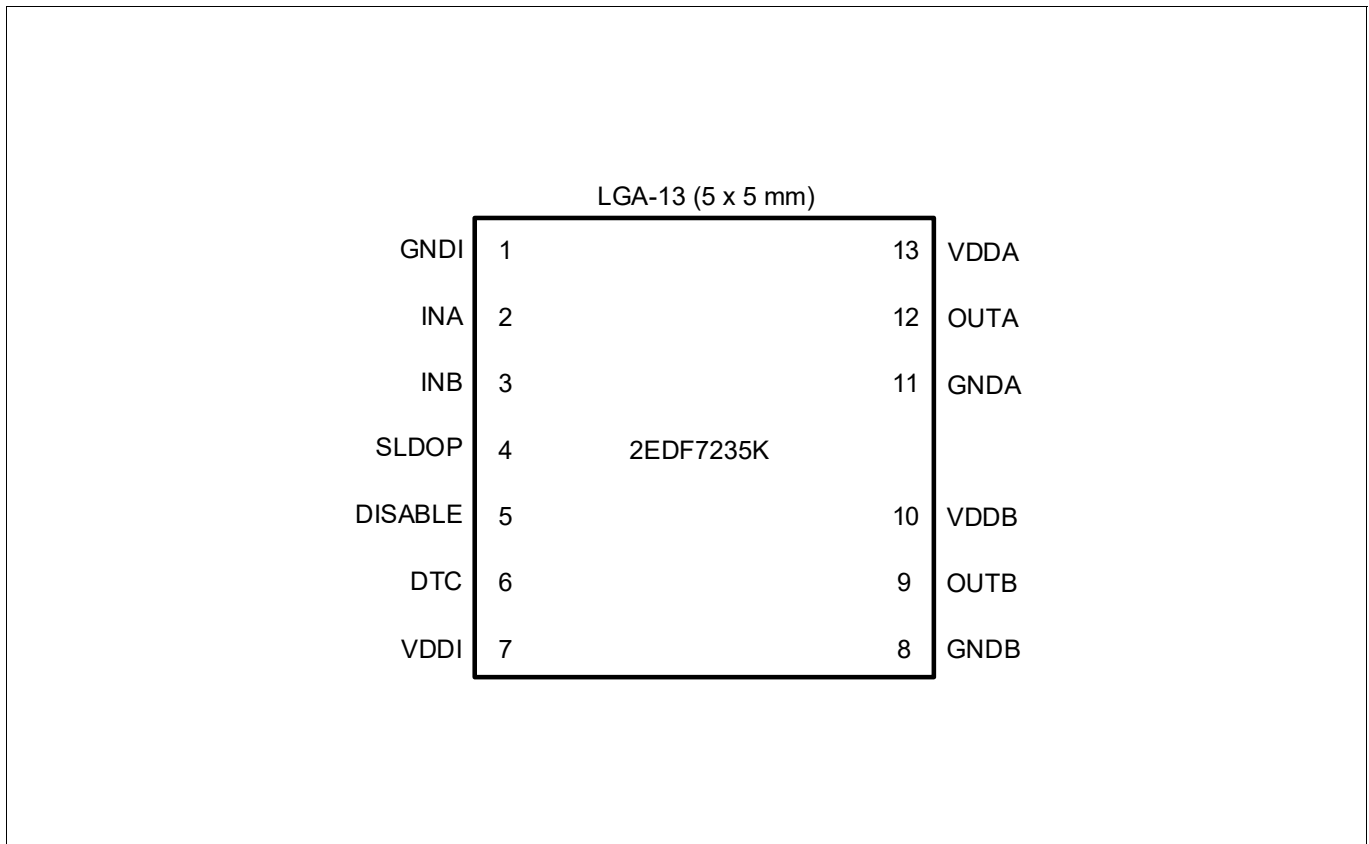 LGA-13 (5 x 5 mm)
GNDI 1 13 VDDA
INA 2 12 OUTA
INB 3 11 GNDA
SLDOP 4 2EDF7235K
DISABLE 5 10 VDDB
DTC 6 9 OUTB
VDDI 7 8 GNDB